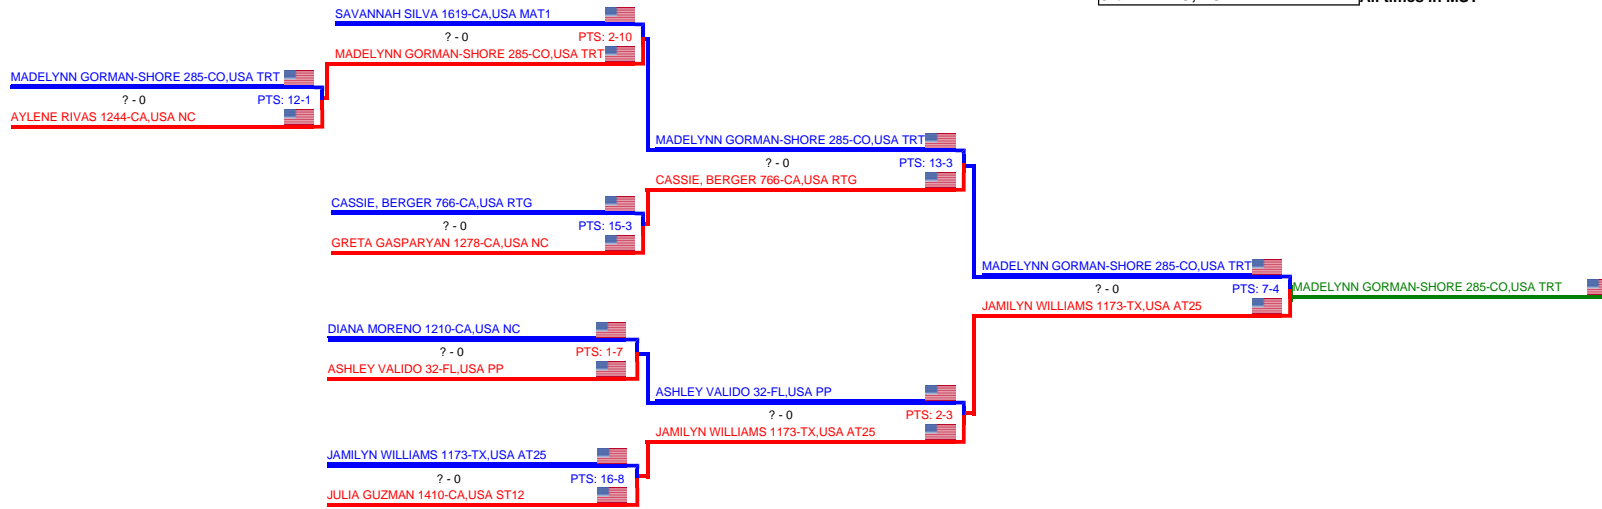 All times in MST
SAVANNAH SILVA 1619-CA,USA MAT1
? - 0 PTS: 2-10
MADELYNN GORMAN-SHORE 285-CO,USA TRT
MADELYNN GORMAN-SHORE 285-CO,USA TRT
? - 0 PTS: 12-1
AYLENE RIVAS 1244-CA,USA NC
MADELYNN GORMAN-SHORE 285-CO,USA TRT
? - 0 PTS: 13-3
CASSIE, BERGER 766-CA,USA RTG
CASSIE, BERGER 766-CA,USA RTG
? - 0 PTS: 15-3
GRETA GASPARYAN 1278-CA,USA NC
MADELYNN GORMAN-SHORE 285-CO,USA TRT
? - 0 PTS: 7-4
MADELYNN GORMAN-SHORE 285-CO,USA TRT
JAMILYN WILLIAMS 1173-TX,USA AT25
DIANA MORENO 1210-CA,USA NC
? - 0 PTS: 1-7
ASHLEY VALIDO 32-FL,USA PP
ASHLEY VALIDO 32-FL,USA PP
? - 0 PTS: 2-3
JAMILYN WILLIAMS 1173-TX,USA AT25
JAMILYN WILLIAMS 1173-TX,USA AT25
? - 0 PTS: 16-8
JULIA GUZMAN 1410-CA,USA ST12